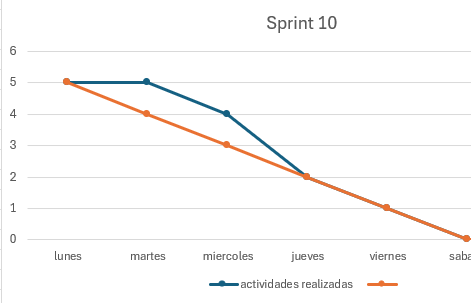 Sprint 10
6
5
4
3
2
1
0
lunes martes miercoles jueves viernes
actividades realizadas